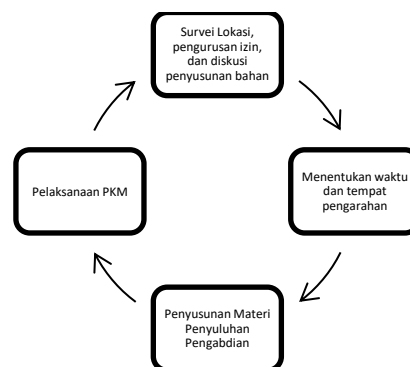 Survei Lokasi,
pengurusan izin,
dan diskusi
penyusunan bahan
Menentukan waktu
dan tempat
pengarahan
Penyusunan Materi
Penyuluhan
Pengabdian
Pelaksanaan PKM